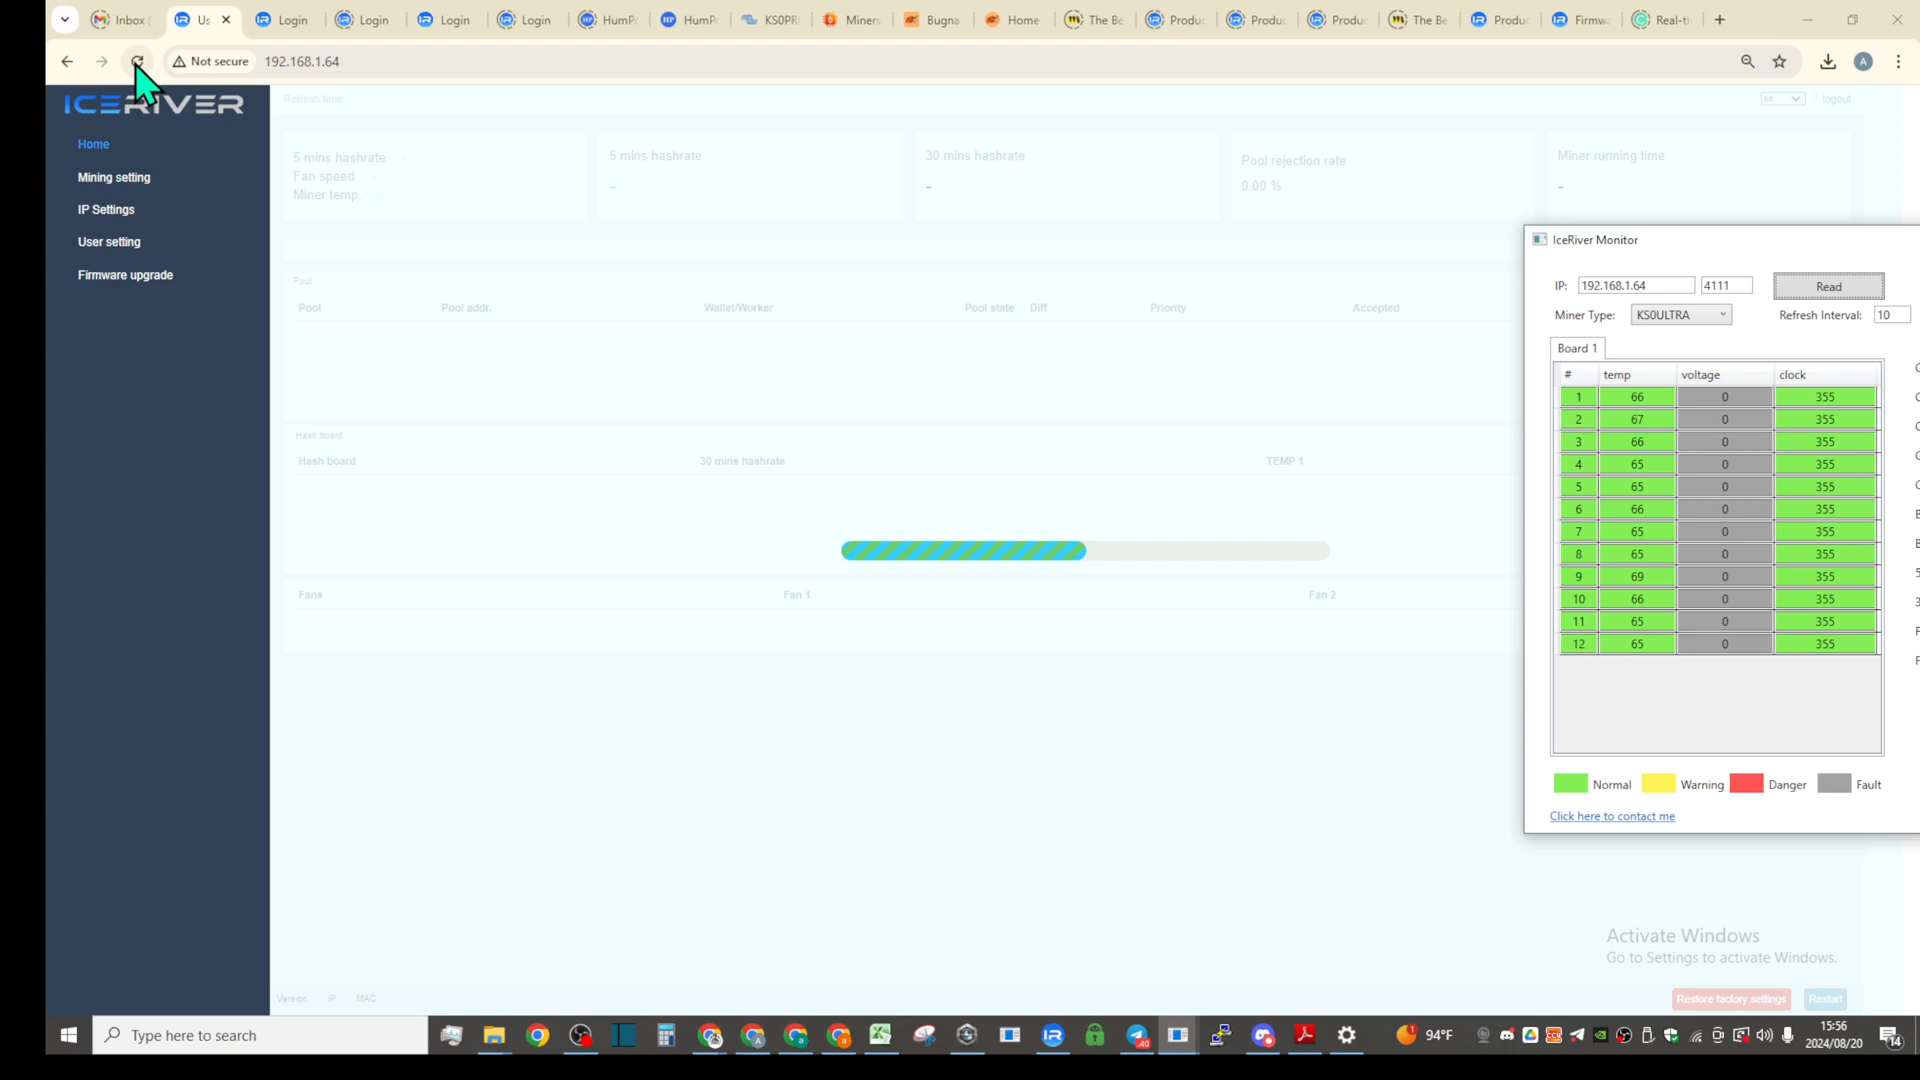 Inbox (
Us
Login
Login
Login
Login
HumPo
HumPo
KS0PR
Miners
Bugna
Home
The Be
Produc
Produc
Produc
The Be
Produc
Firmwa
Real-ti
Not secure
192.168.1.64
A
ICERIVER
Home
Mining setting
IP Settings
User setting
Firmware upgrade
Refresh time
en
logout
5 mins hashrate -
Fan speed -
Miner temp. -
5 mins hashrate
-
30 mins hashrate
-
Pool rejection rate
0.00 %
Miner running time
-
Pool
Pool Pool addr. Wallet/Worker Pool state Diff Priority Accepted
Hash board
Hash board 30 mins hashrate TEMP 1
Fans Fan 1 Fan 2
Version IP MAC
Restore factory settings
Restart
IceRiver Monitor
IP: 192.168.1.64 4111 Read
Miner Type: KS0ULTRA Refresh Interval: 10
Board 1
# temp voltage clock
1 66 0 355
2 67 0 355
3 66 0 355
4 65 0 355
5 65 0 355
6 66 0 355
7 65 0 355
8 65 0 355
9 69 0 355
10 66 0 355
11 65 0 355
12 65 0 355
Normal Warning Danger Fault
Click here to contact me
Activate Windows
Go to Settings to activate Windows.
Type here to search
94°F
15:56
2024/08/20
14